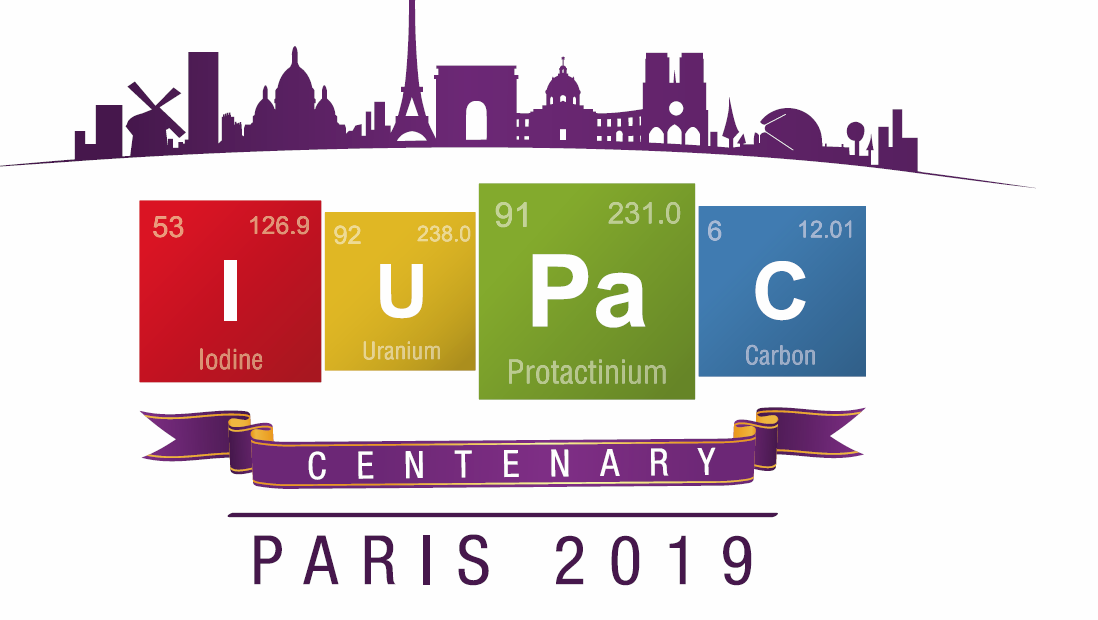 53 126.9 92 238.0 91 231.0 6 12.01
I U Pa C
Iodine Uranium Protactinium Carbon
CENTENARY
PARIS 2019